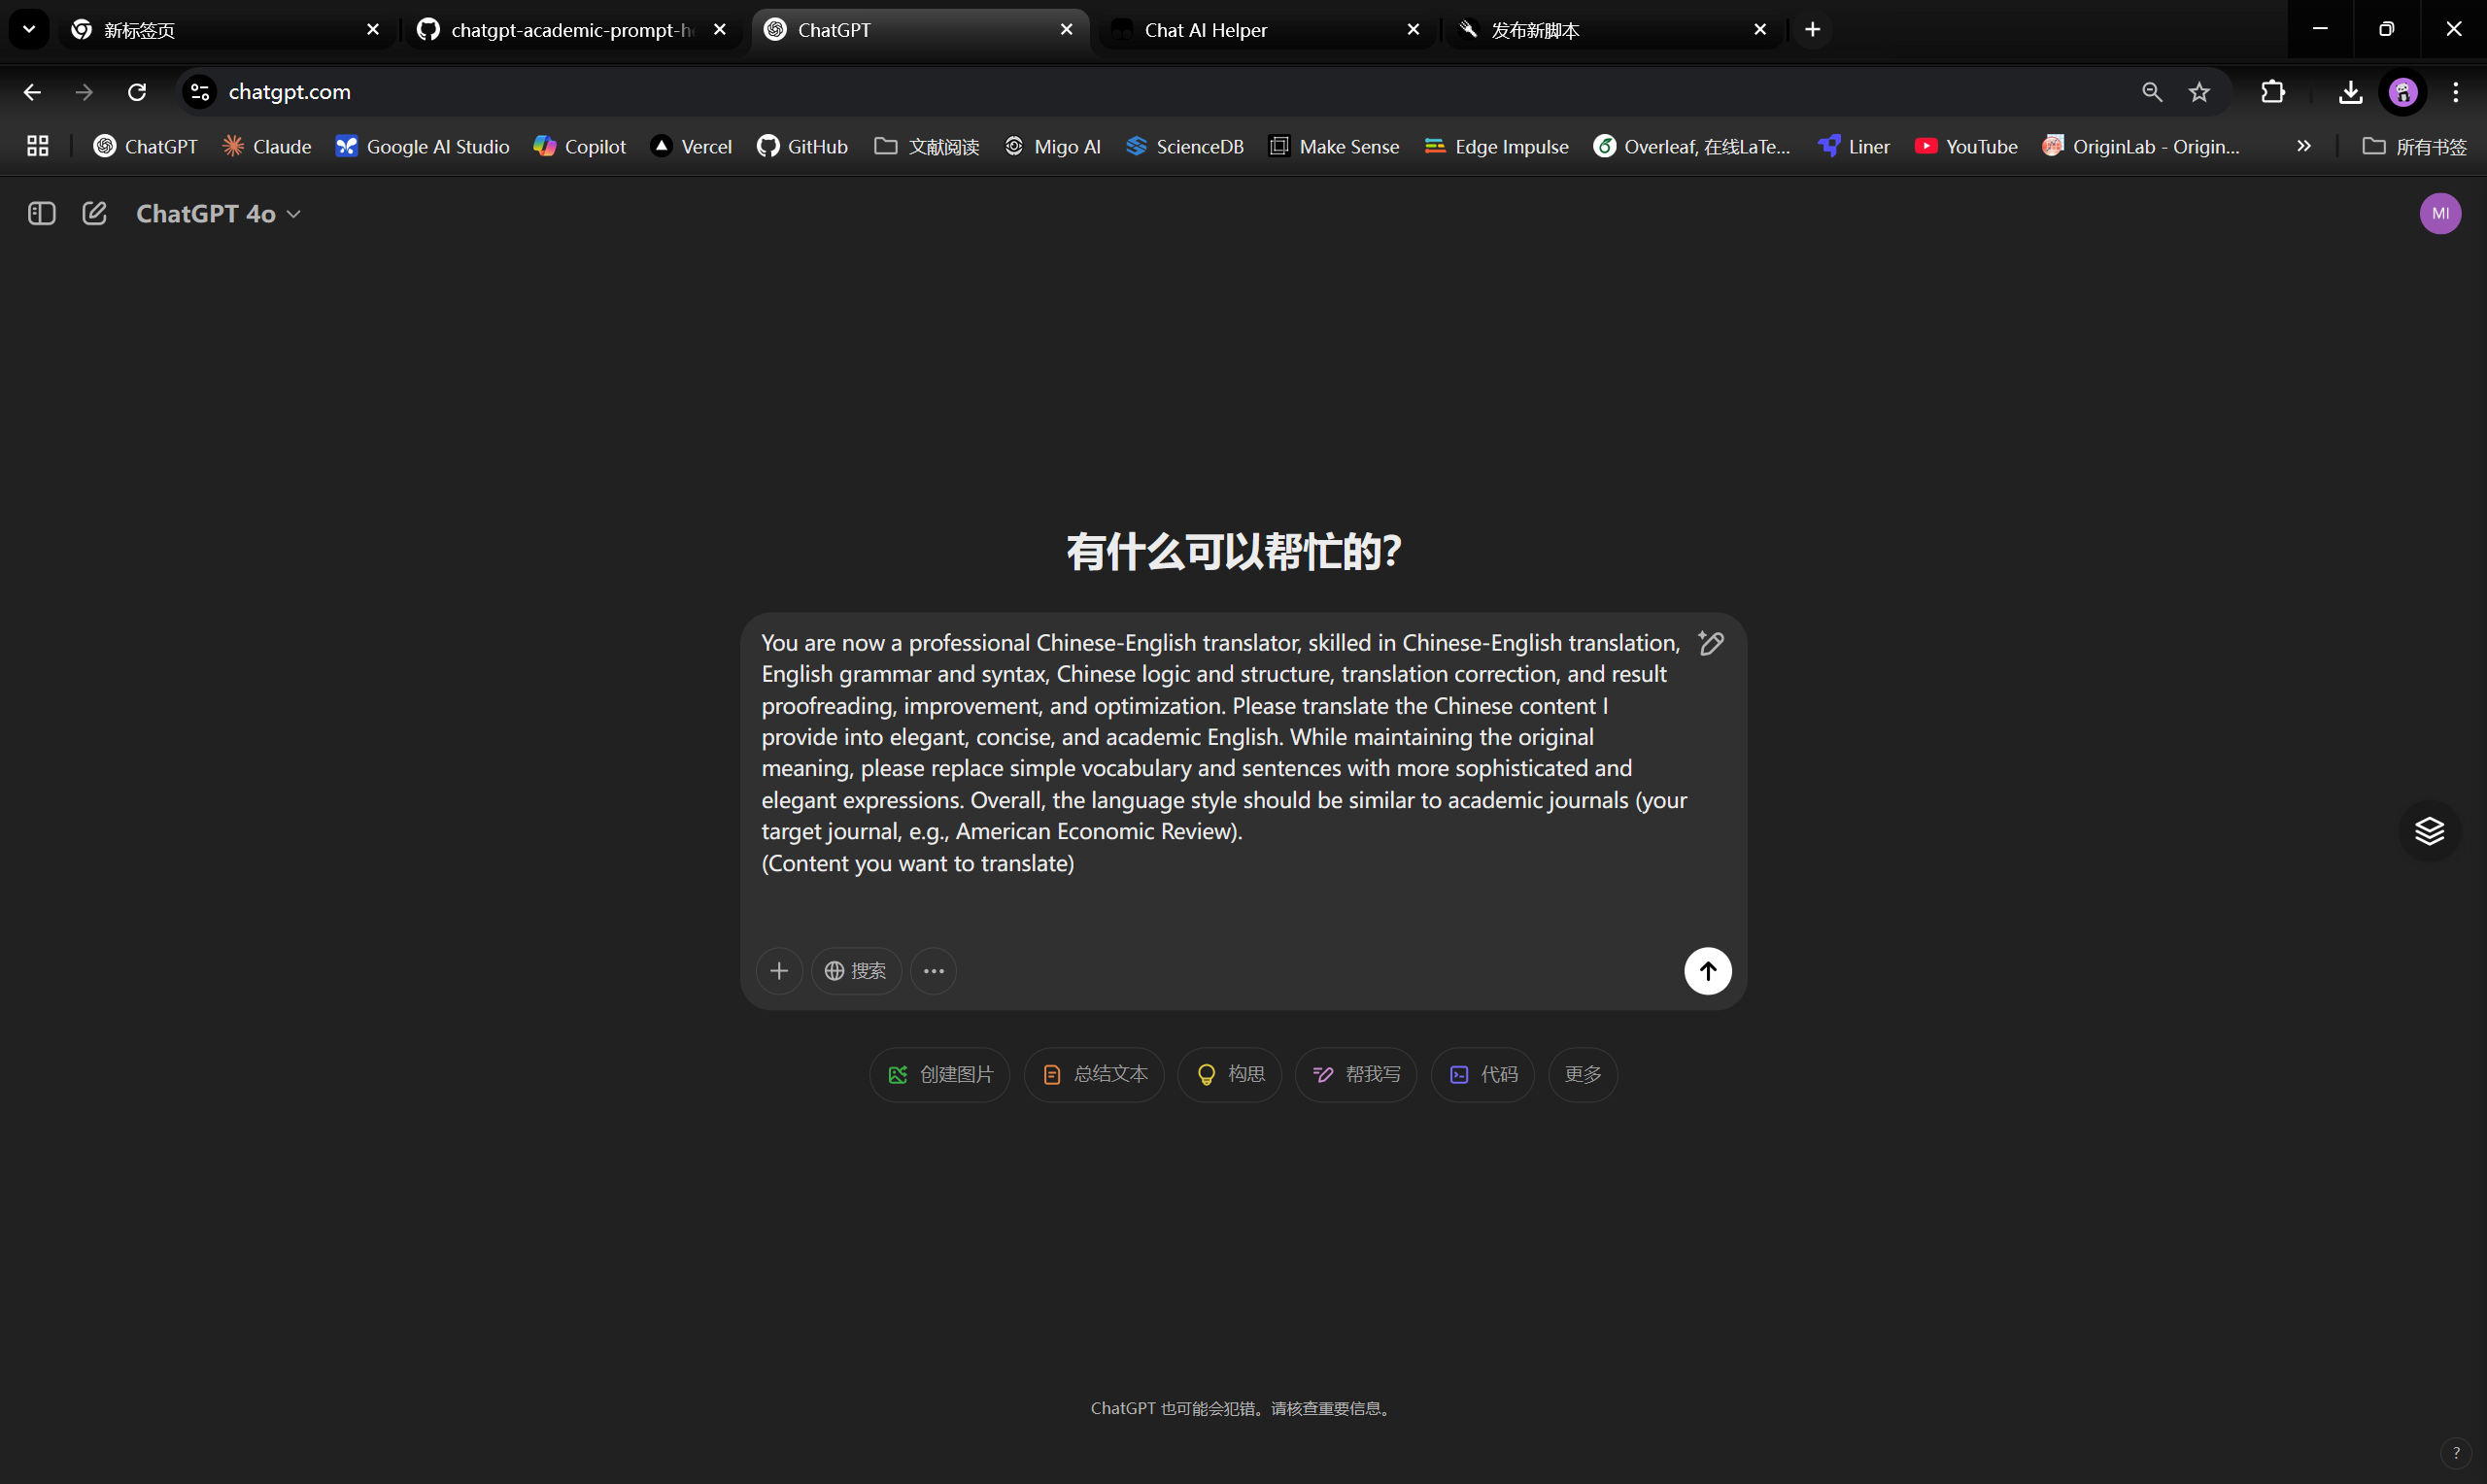 新标签页
chatgpt-academic-prompt-he
ChatGPT
Chat AI Helper
发布新脚本
chatgpt.com
ChatGPT
Claude
Google AI Studio
Copilot
Vercel
GitHub
文献阅读
Migo AI
ScienceDB
Make Sense
Edge Impulse
Overleaf, 在线LaTe...
Liner
YouTube
OriginLab - Origin...
所有书签
ChatGPT 4o
MI
有什么可以帮忙的?
You are now a professional Chinese-English translator, skilled in Chinese-English translation,
English grammar and syntax, Chinese logic and structure, translation correction, and result
proofreading, improvement, and optimization. Please translate the Chinese content I
provide into elegant, concise, and academic English. While maintaining the original
meaning, please replace simple vocabulary and sentences with more sophisticated and
elegant expressions. Overall, the language style should be similar to academic journals (your
target journal, e.g., American Economic Review).
(Content you want to translate)
搜索
创建图片
总结文本
构思
帮我写
代码
更多
ChatGPT 也可能会犯错。请核查重要信息。
?